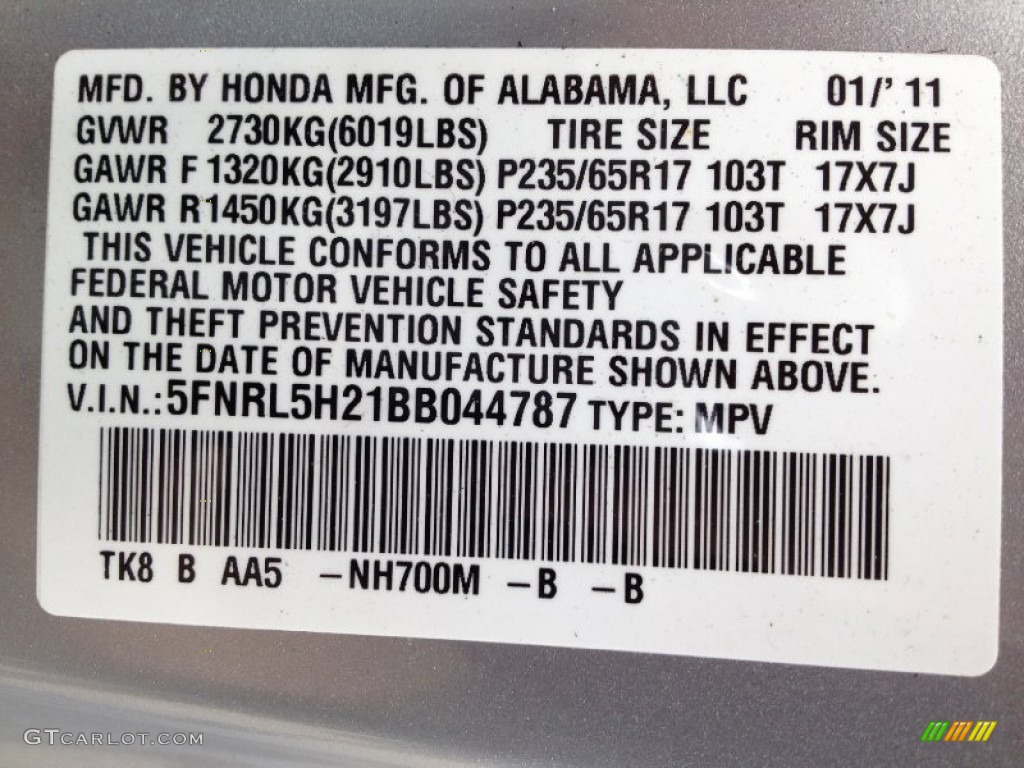 MFD. BY HONDA MFG. OF ALABAMA, LLC 01/' 11
GVWR 2730KG(6019LBS) TIRE SIZE RIM SIZE
GAWR F 1320KG(2910LBS) P235/65R17 103T 17X7J
GAWR R1450KG(3197LBS) P235/65R17 103T 17X7J
THIS VEHICLE CONFORMS TO ALL APPLICABLE
FEDERAL MOTOR VEHICLE SAFETY
AND THEFT PREVENTION STANDARDS IN EFFECT
ON THE DATE OF MANUFACTURE SHOWN ABOVE.
V.I.N.:5FNRL5H21BB044787 TYPE: MPV
TK8 B AA5 -NH700M -B -B
GTCARLOT.COM